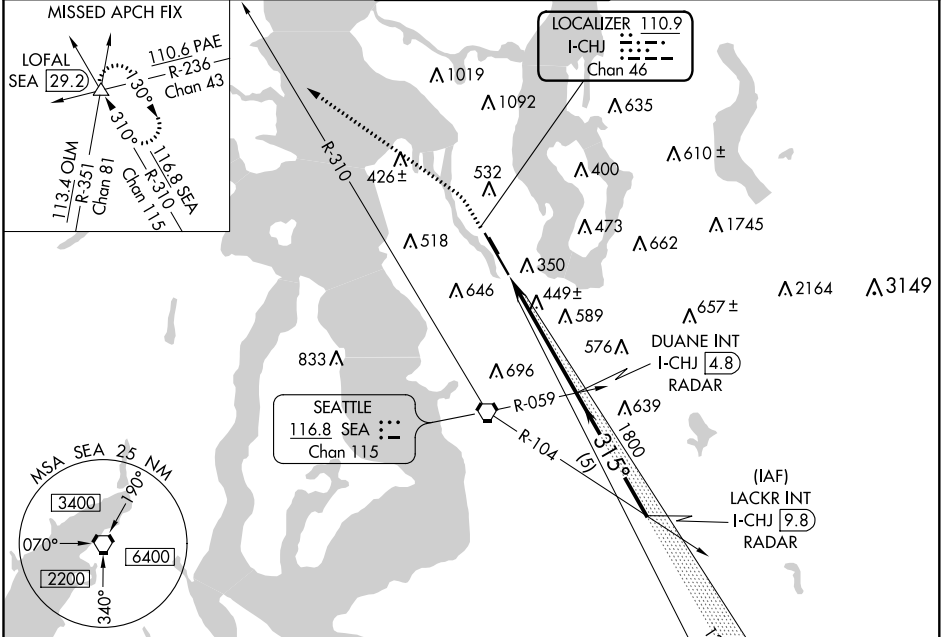 MISSED APCH FIX
LOFAL
SEA 29.2
110.6 PAE
R-236
Chan 43
130°
310°
116.8 SEA
R-310
Chan 115
113.4 OLM
R-351
Chan 81
LOCALIZER 110.9
I-CHJ
Chan 46
R-310
1019
1092
635
610 ±
426 ±
532
400
473
1745
518
662
350
646
449 ±
589
657 ±
2164
3149
833
576
696
639
DUANE INT
I-CHJ 4.8
RADAR
SEATTLE
116.8 SEA
Chan 115
R-059
R-104
1800
315°
(5)
(IAF)
LACKR INT
I-CHJ 9.8
RADAR
MSA SEA 25 NM
3400
190°
070°
6400
2200
340°